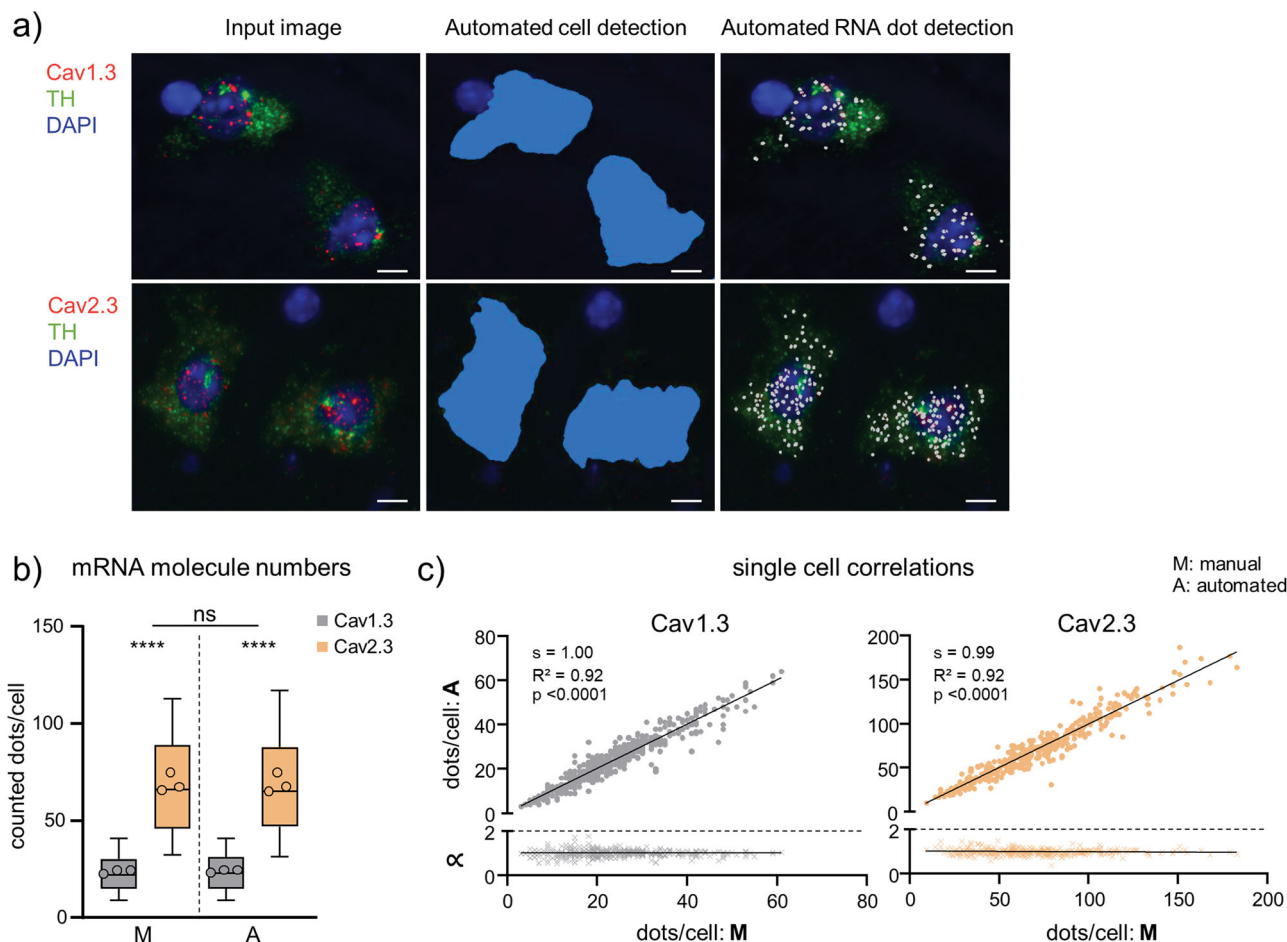 a)
Input image
Automated cell detection
Automated RNA dot detection
Cav1.3
TH
DAPI
Cav2.3
TH
DAPI
b)
mRNA molecule numbers
Cav1.3
Cav2.3
ns
****
****
counted dots/cell
150
100
50
0
M
A
c)
single cell correlations
M: manual
A: automated
Cav1.3
s = 1.00
R² = 0.92
p <0.0001
dots/cell: A
80
60
40
20
0
2
1
0
0
20
40
60
80
dots/cell: M
Cav2.3
s = 0.99
R² = 0.92
p <0.0001
200
150
100
50
0
2
1
0
0
50
100
150
200
dots/cell: M